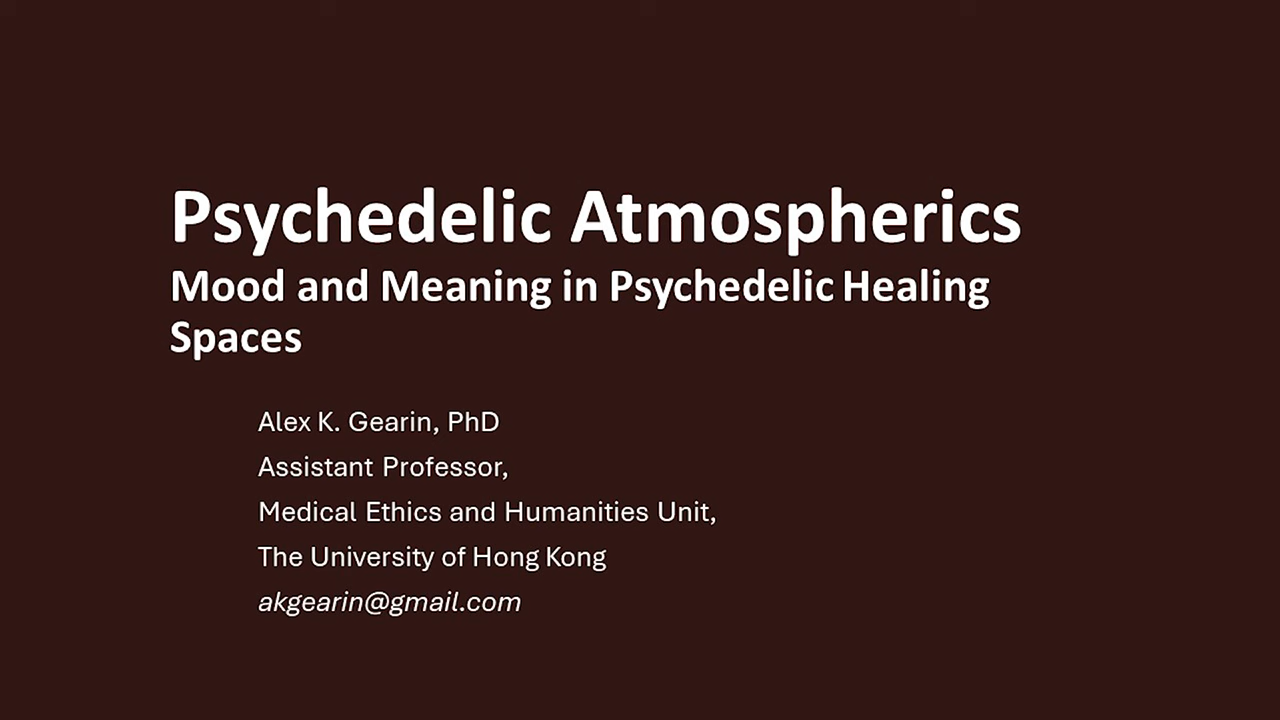 Psychedelic Atmospherics
Mood and Meaning in Psychedelic Healing
Spaces
Alex K. Gearin, PhD
Assistant Professor,
Medical Ethics and Humanities Unit,
The University of Hong Kong
akgearin@gmail.com